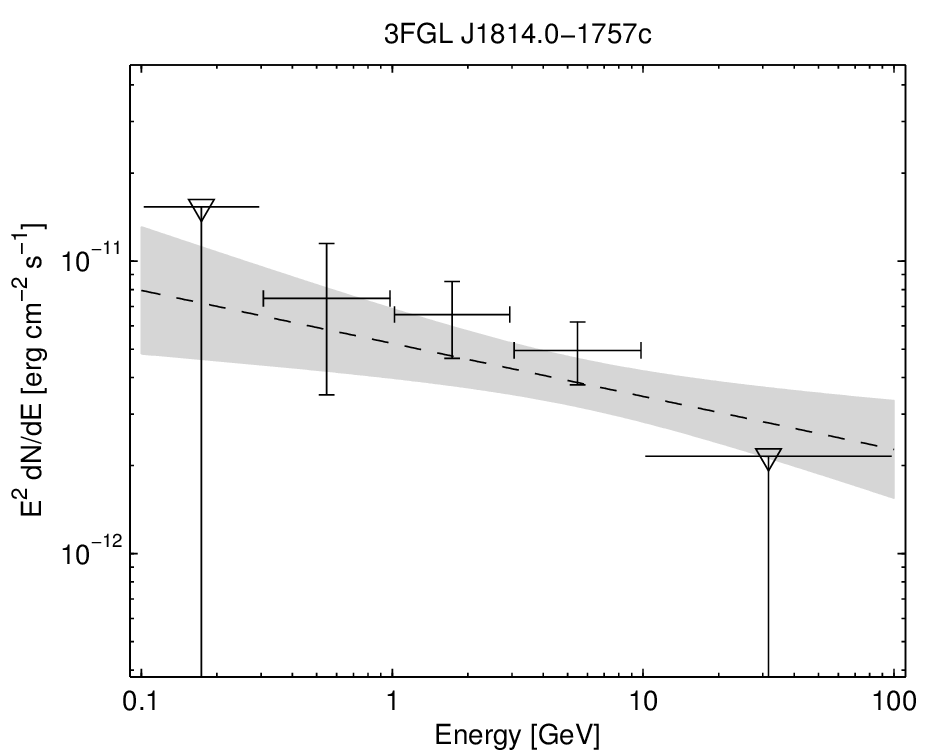 3FGL J1814.0−1757c
E² dN/dE [erg cm⁻² s⁻¹]
10⁻¹¹
10⁻¹²
0.1 1 10 100
Energy [GeV]